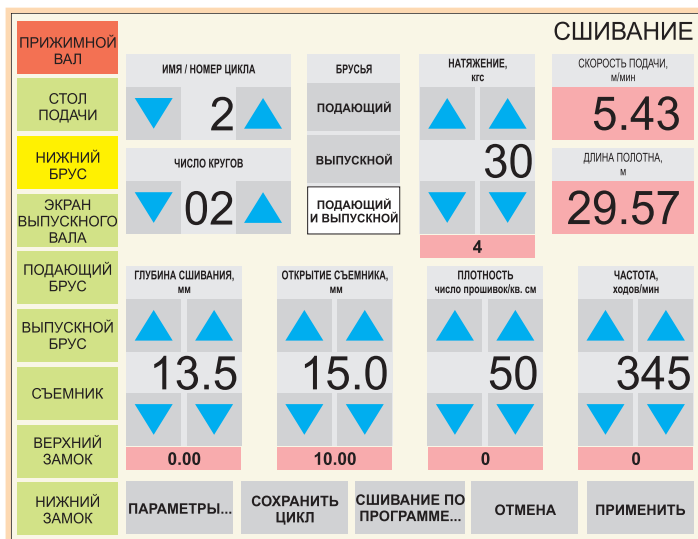 СШИВАНИЕ
ПРИЖИМНОЙ
ВАЛ
СТОЛ
ПОДАЧИ
НИЖНИЙ
БРУС
ЭКРАН
ВЫПУСКНОГО
ВАЛА
ПОДАЮЩИЙ
БРУС
ВЫПУСКНОЙ
БРУС
СЪЕМНИК
ВЕРХНИЙ
ЗАМОК
НИЖНИЙ
ЗАМОК
ИМЯ / НОМЕР ЦИКЛА
2
ЧИСЛО КРУГОВ
02
БРУСЬЯ
ПОДАЮЩИЙ
ВЫПУСКНОЙ
ПОДАЮЩИЙ
И ВЫПУСКНОЙ
НАТЯЖЕНИЕ,
кгс
30
4
СКОРОСТЬ ПОДАЧИ,
м/мин
5.43
ДЛИНА ПОЛОТНА,
м
29.57
ГЛУБИНА СШИВАНИЯ,
мм
13.5
0.00
ОТКРЫТИЕ СЪЕМНИКА,
мм
15.0
10.00
ПЛОТНОСТЬ
число прошивок/кв. см
50
0
ЧАСТОТА,
ходов/мин
345
0
ПАРАМЕТРЫ...
СОХРАНИТЬ
ЦИКЛ
СШИВАНИЕ ПО
ПРОГРАММЕ...
ОТМЕНА
ПРИМЕНИТЬ